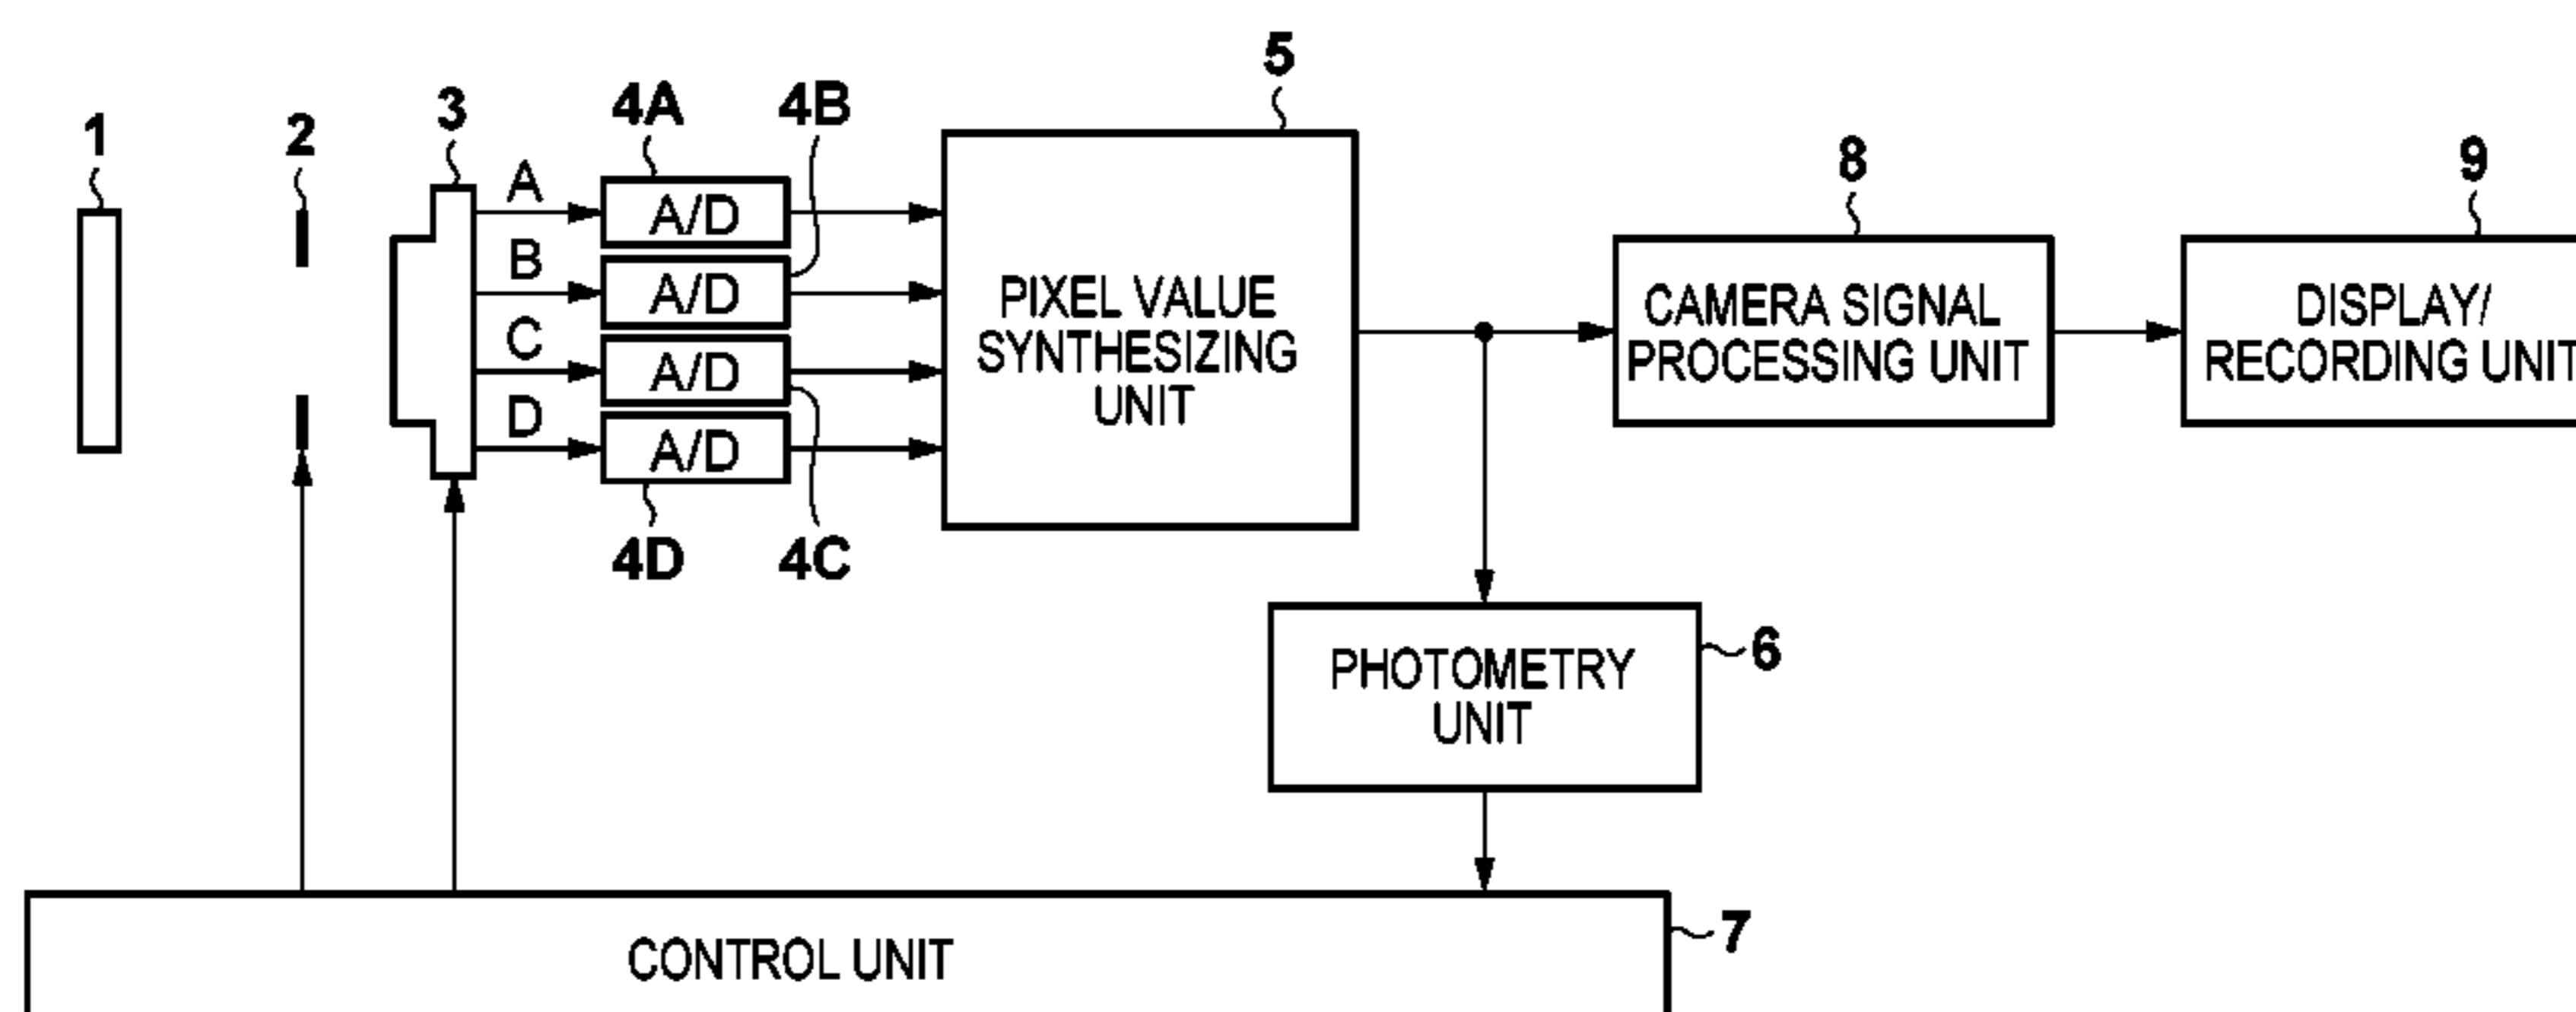 5
4A
4B
3
1
2
8
9
A
A/D
B
A/D
C
A/D
D
A/D
PIXEL VALUE
SYNTHESIZING
UNIT
CAMERA SIGNAL
PROCESSING UNIT
DISPLAY/
RECORDING UNIT
4D
4C
PHOTOMETRY
UNIT
6
7
CONTROL UNIT